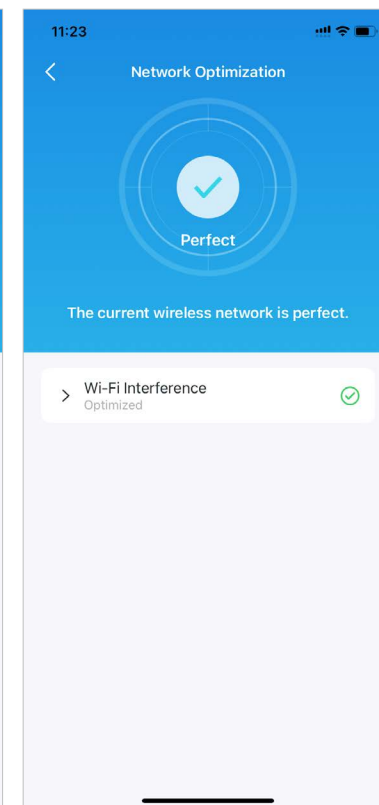 11:23
Network Optimization
Perfect
The current wireless network is perfect.
Wi-Fi Interference
Optimized